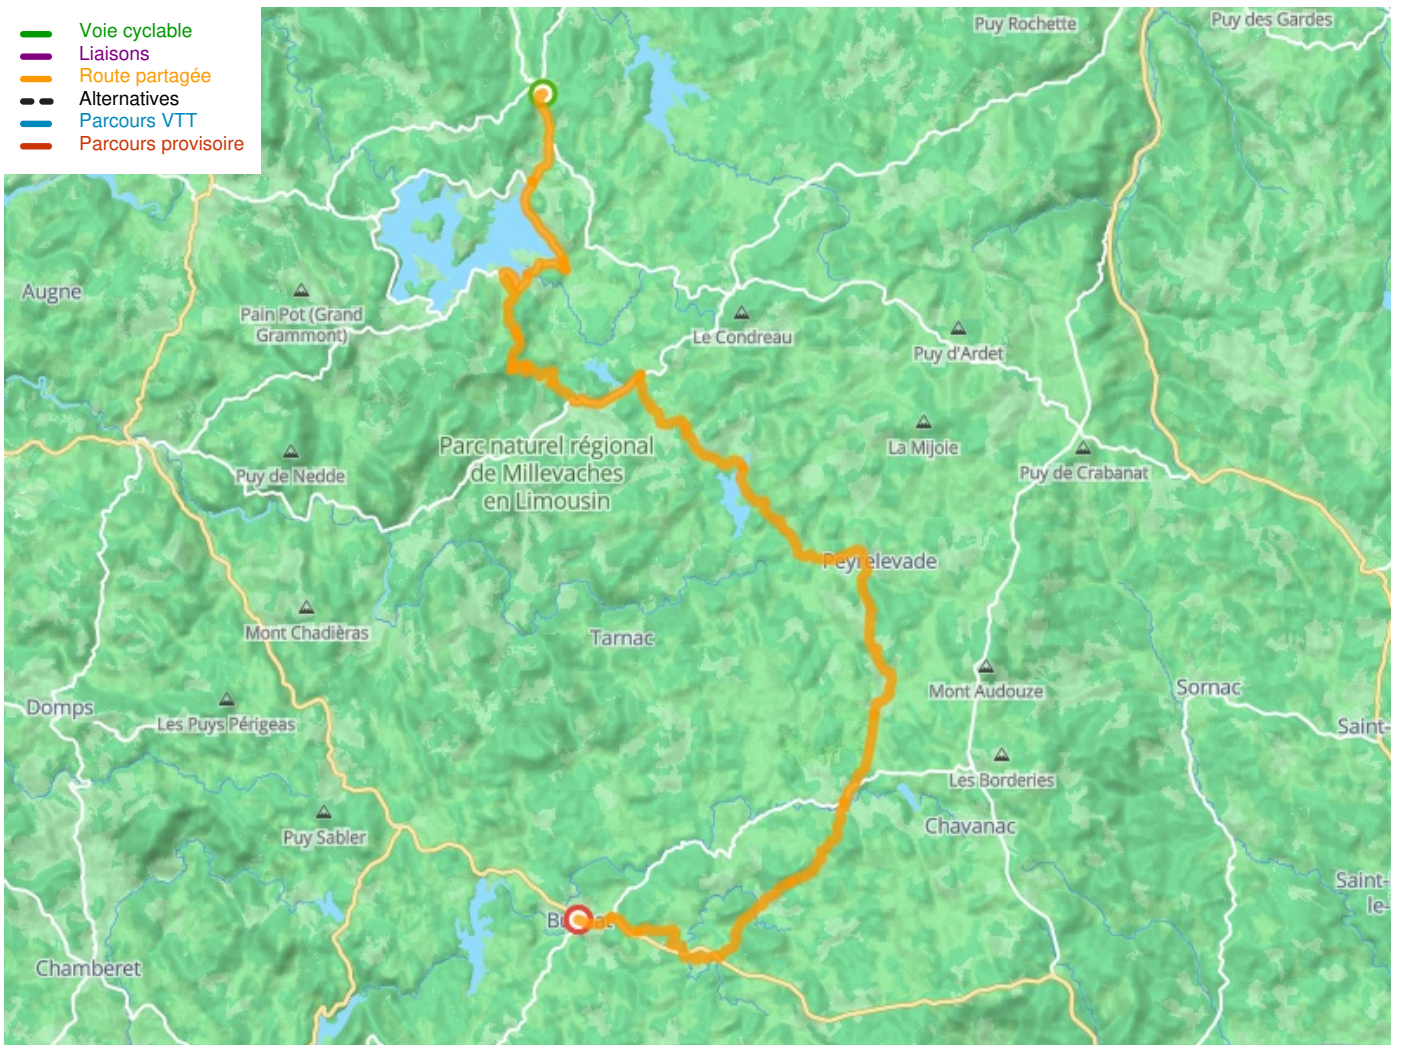 Voie cyclable
Liaisons
Route partagée
Alternatives
Parcours VTT
Parcours provisoire
Puy Rochette
Puy des Gardes
Augne
Pain Pot (Grand
Grammont)
Le Condreau
Puy d'Ardet
Parc naturel régional
de Millevaches
en Limousin
La Mijoie
Puy de Nedde
Puy de Crabanat
Peyrelevade
Mont Chadièras
Tarnac
Mont Audouze
Sornac
Domps
Les Puys Périgeas
Saint-
Les Borderies
Puy Sabler
Chavanac
Saint-
le-
Chamberet